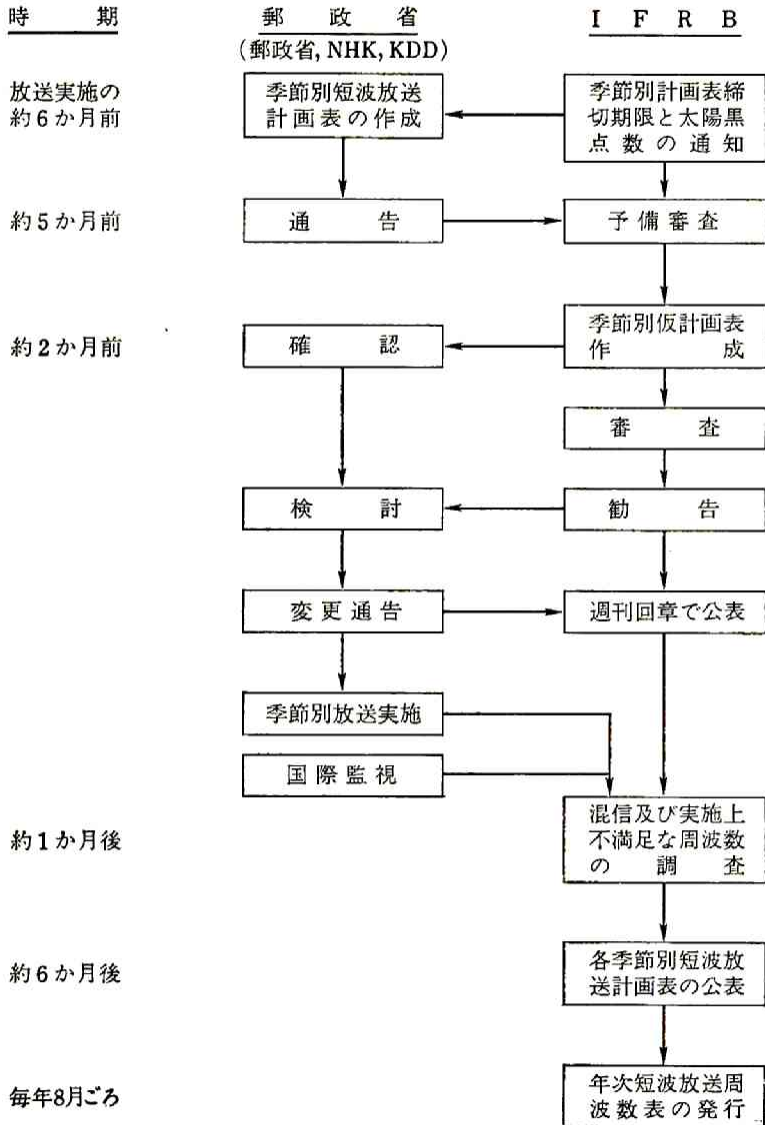 時期 郵政省 IFRB
(郵政省, NHK, KDD)
放送実施の
約6か月前
季節別短波放送
計画表の作成
季節別計画表締
切期限と太陽黒
点数の通知
約5か月前
通告
予備審査
約2か月前
確認
季節別仮計画表
作成
審査
検討
勧告
変更通告
週刊回章で公表
季節別放送実施
国際監視
約1か月後
混信及び実施上
不満足な周波数
の調査
約6か月後
各季節別短波放
送計画表の公表
毎年8月ごろ
年次短波放送周
波数表の発行